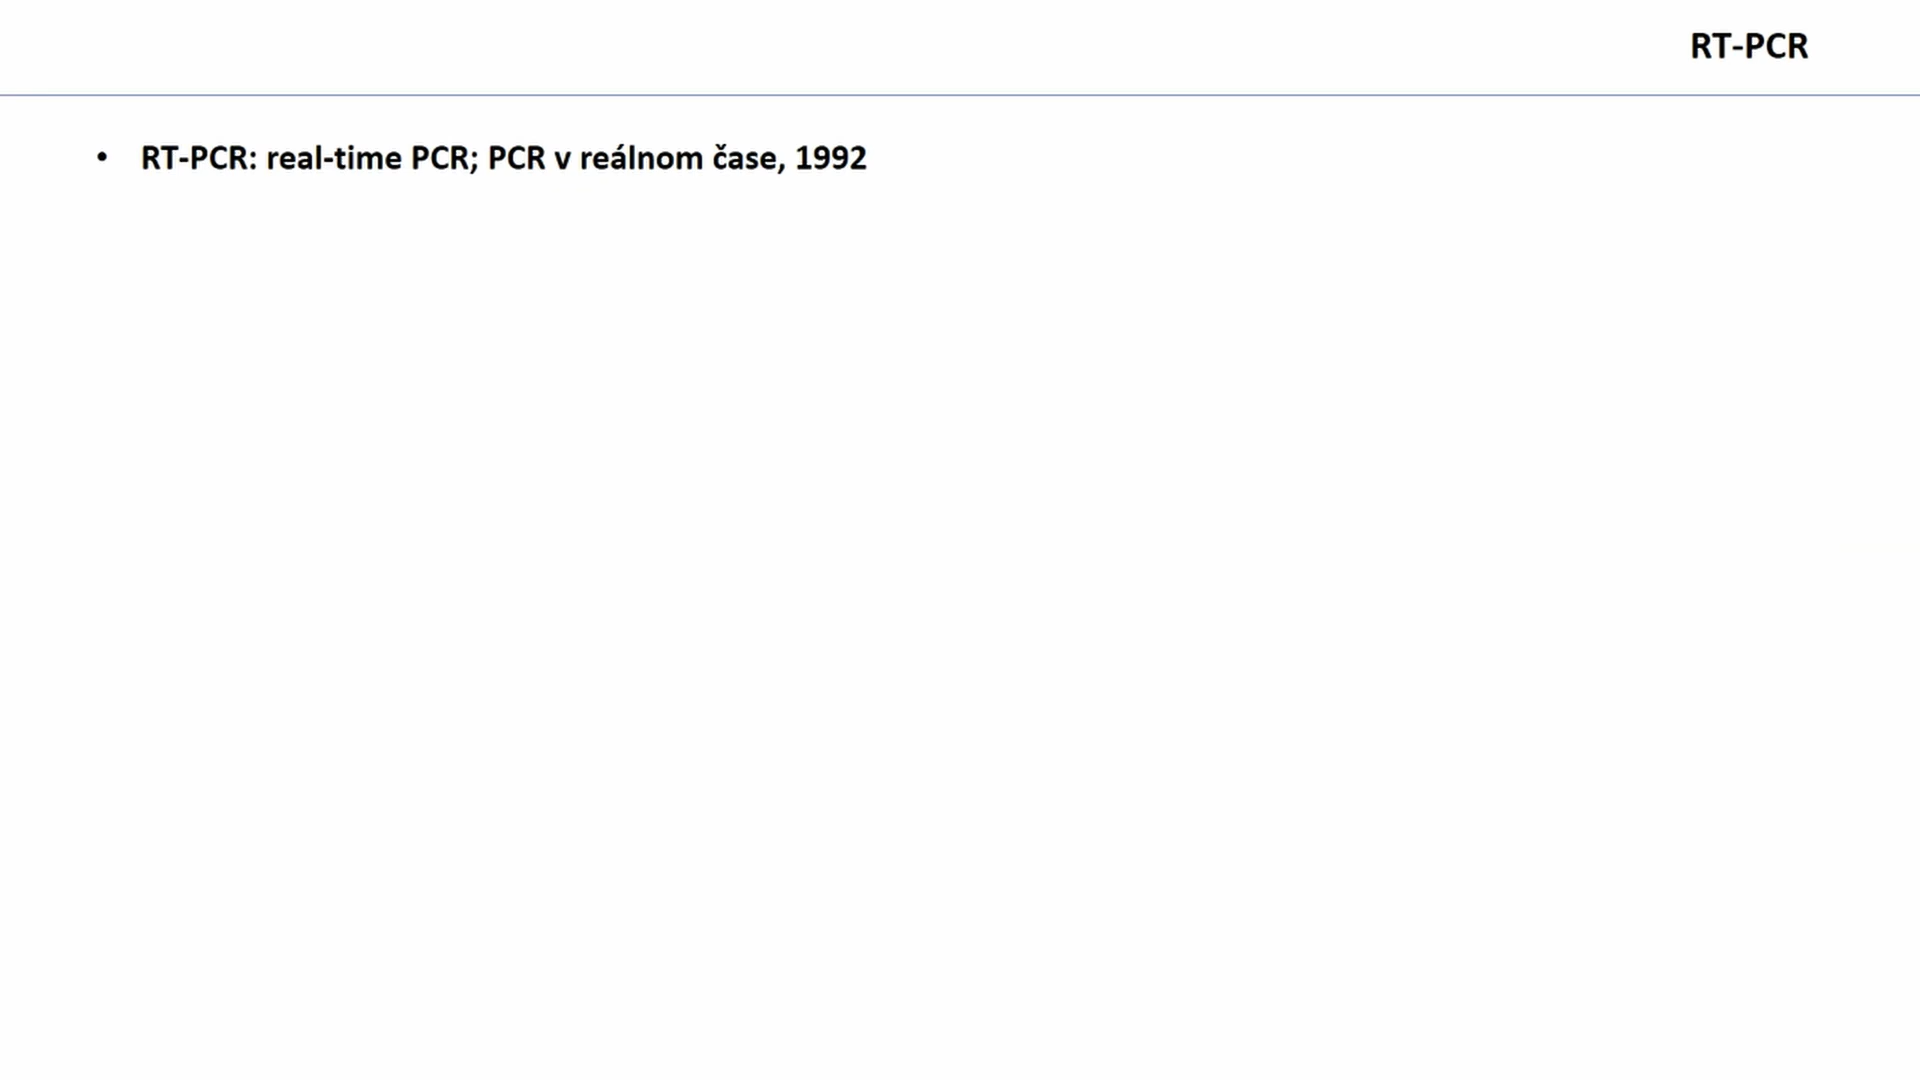 RT-PCR
• RT-PCR: real-time PCR; PCR v reálnom čase, 1992